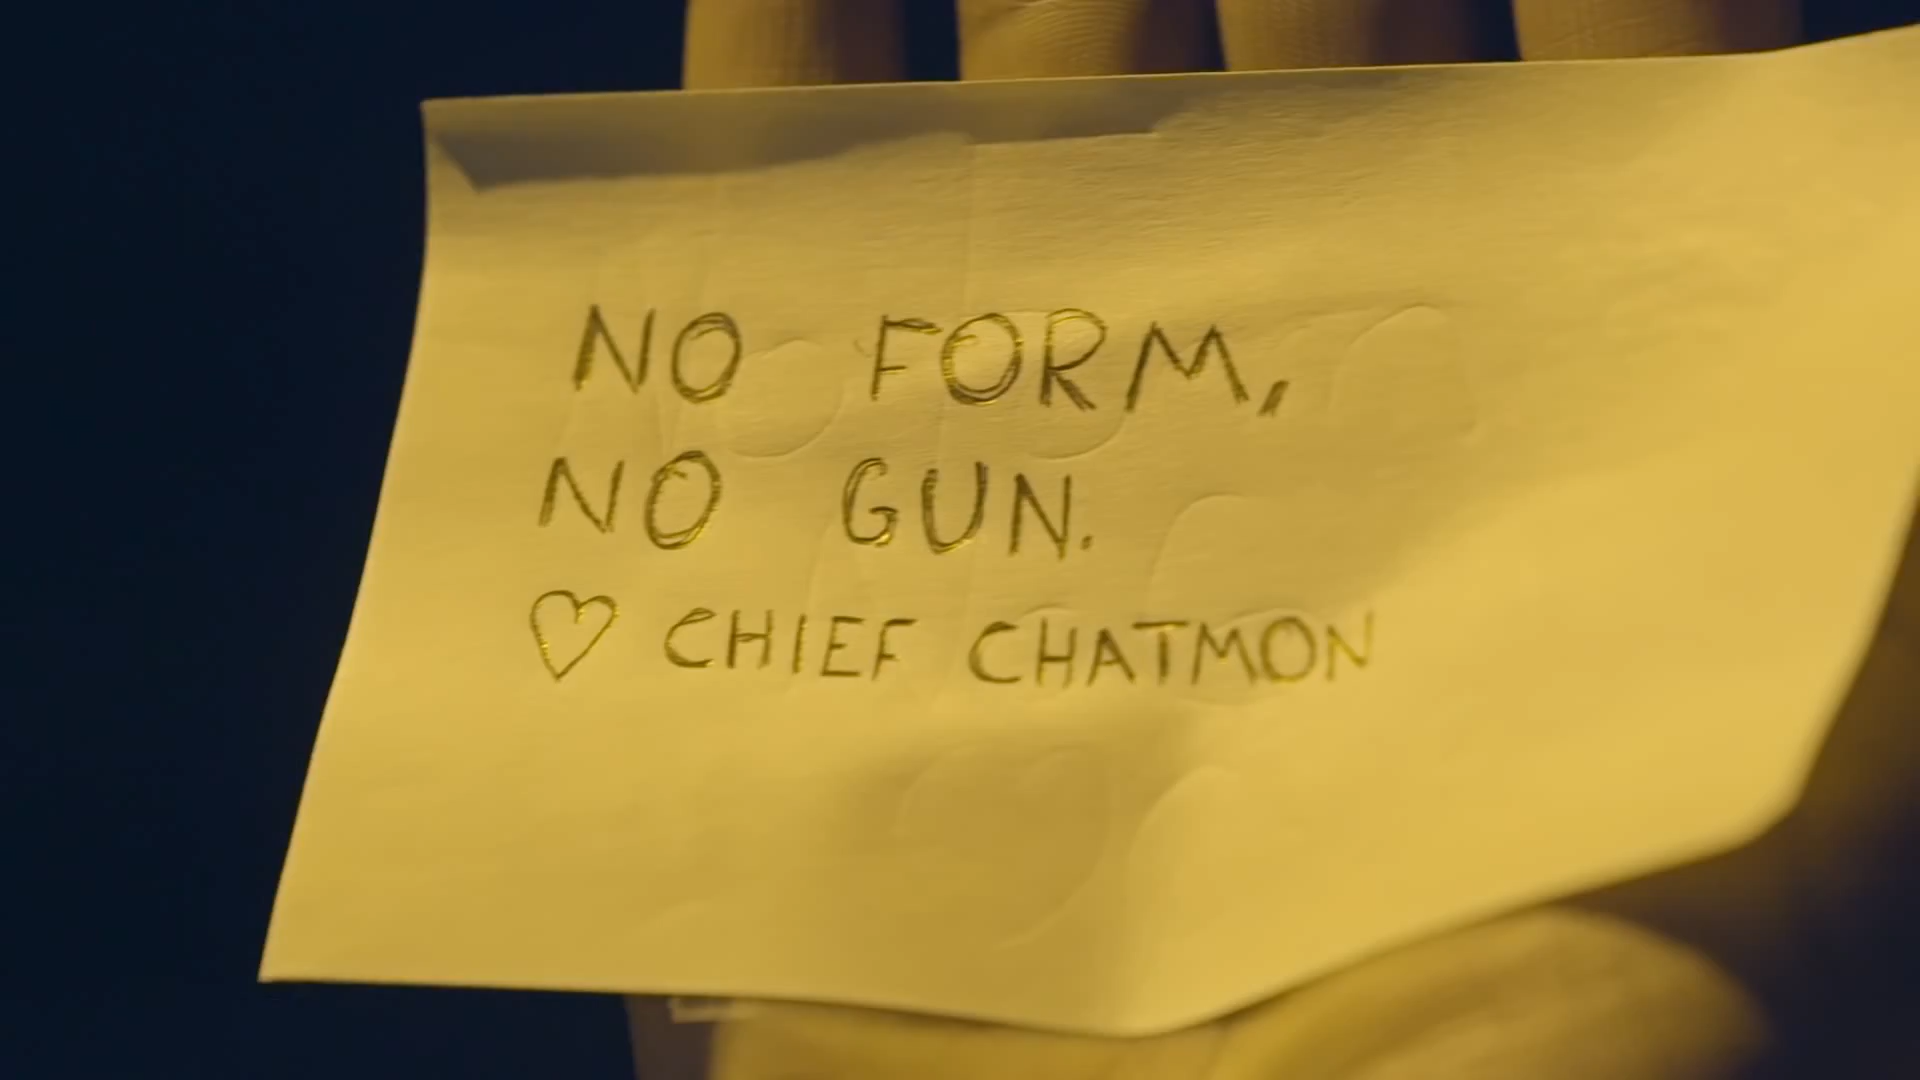 NO FORM,
NO GUN.
♡ CHIEF CHATMON